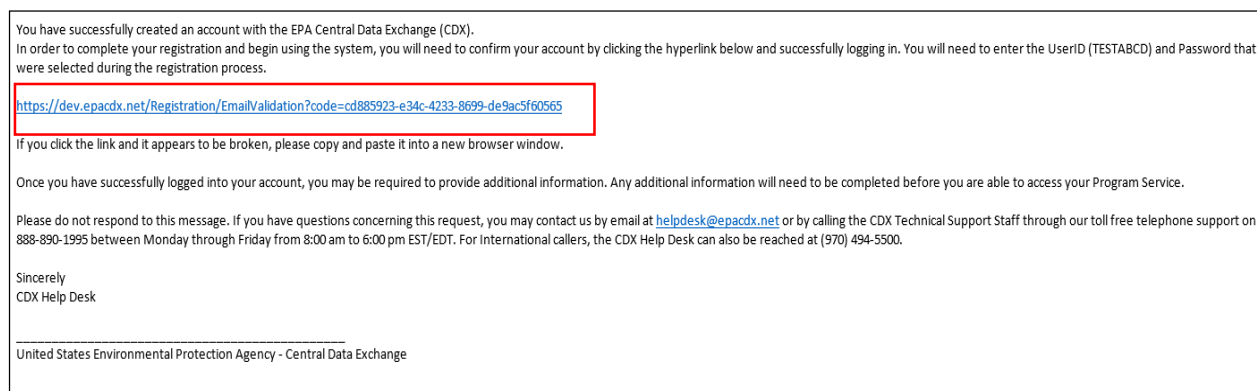 You have successfully created an account with the EPA Central Data Exchange (CDX).
In order to complete your registration and begin using the system, you will need to confirm your account by clicking the hyperlink below and successfully logging in. You will need to enter the UserID (TESTABCD) and Password that
were selected during the registration process.
https://dev.epacdx.net/Registration/EmailValidation?code=cd885923-e34c-4233-8699-de9ac5f60565
If you click the link and it appears to be broken, please copy and paste it into a new browser window.
Once you have successfully logged into your account, you may be required to provide additional information. Any additional information will need to be completed before you are able to access your Program Service.
Please do not respond to this message. If you have questions concerning this request, you may contact us by email at helpdesk@epacdx.net or by calling the CDX Technical Support Staff through our toll free telephone support on
888-890-1995 between Monday through Friday from 8:00 am to 6:00 pm EST/EDT. For International callers, the CDX Help Desk can also be reached at (970) 494-5500.
Sincerely
CDX Help Desk
United States Environmental Protection Agency - Central Data Exchange